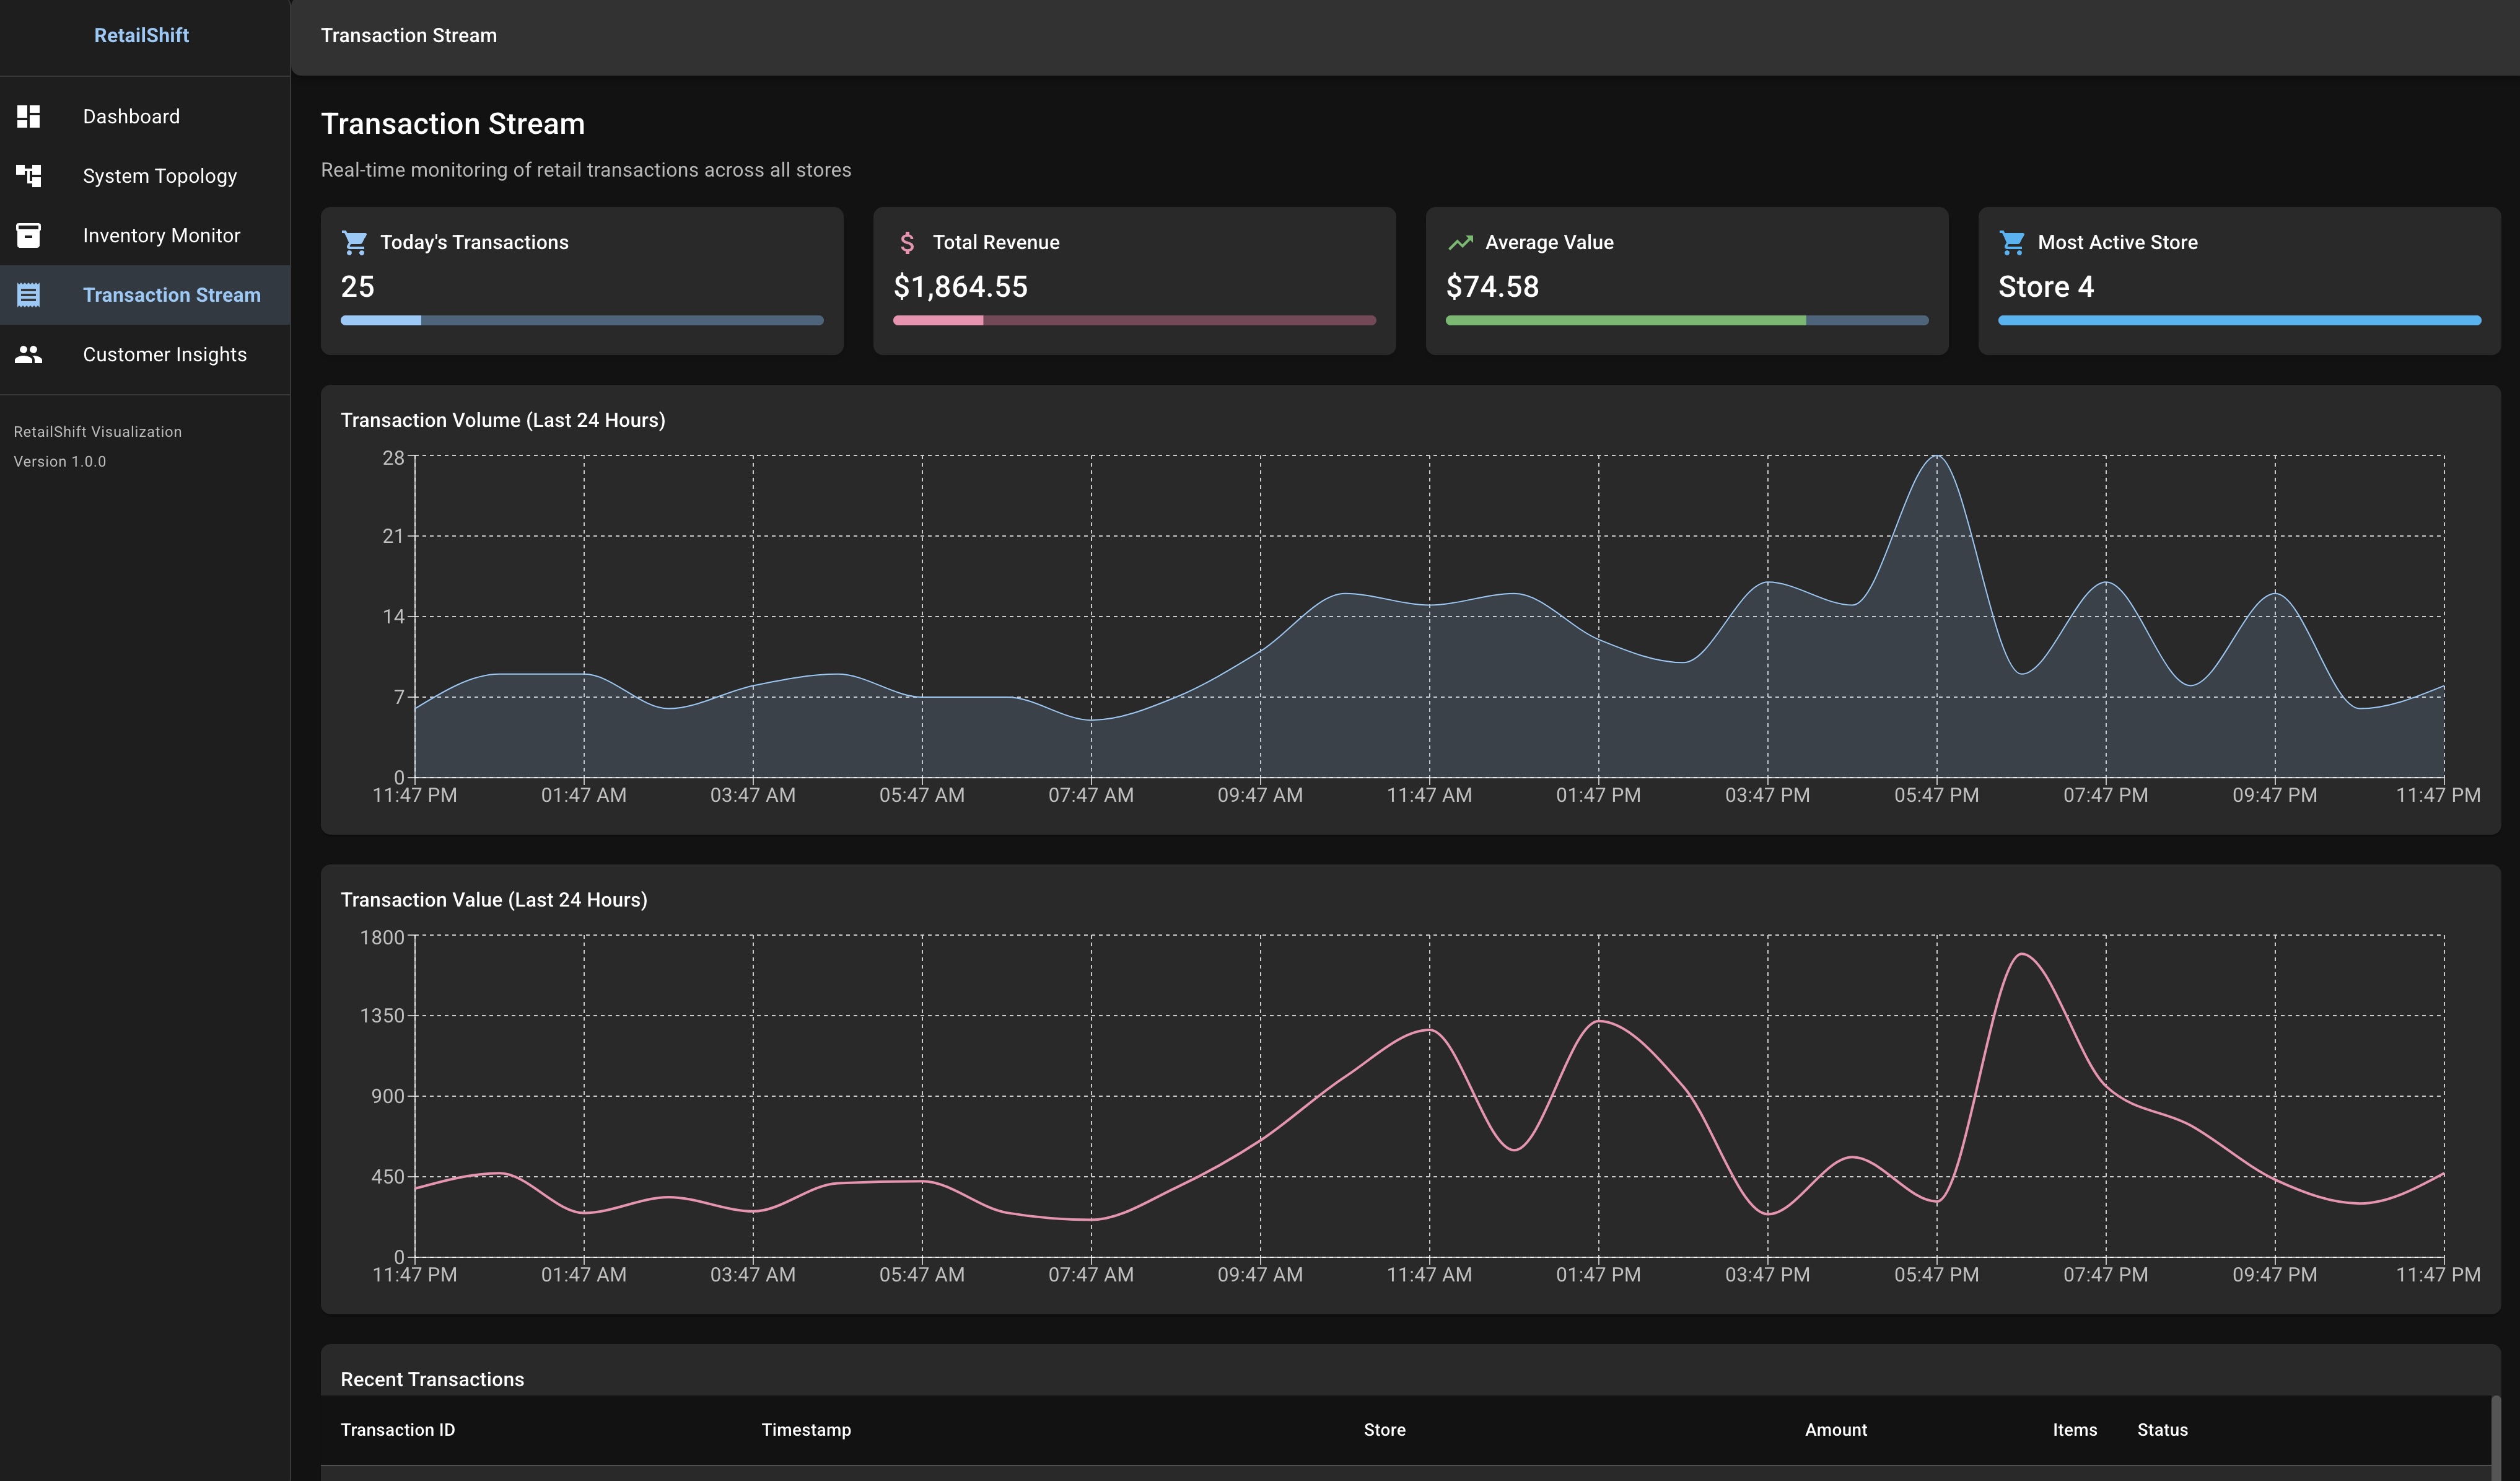 RetailShift
Transaction Stream
Dashboard
System Topology
Inventory Monitor
Transaction Stream
Customer Insights
RetailShift Visualization
Version 1.0.0
Transaction Stream
Real-time monitoring of retail transactions across all stores
Today's Transactions
25
Total Revenue
$1,864.55
Average Value
$74.58
Most Active Store
Store 4
Transaction Volume (Last 24 Hours)
28
21
14
7
0
11:47 PM 01:47 AM 03:47 AM 05:47 AM 07:47 AM 09:47 AM 11:47 AM 01:47 PM 03:47 PM 05:47 PM 07:47 PM 09:47 PM 11:47 PM
Transaction Value (Last 24 Hours)
1800
1350
900
450
0
11:47 PM 01:47 AM 03:47 AM 05:47 AM 07:47 AM 09:47 AM 11:47 AM 01:47 PM 03:47 PM 05:47 PM 07:47 PM 09:47 PM 11:47 PM
Recent Transactions
Transaction ID Timestamp Store Amount Items Status